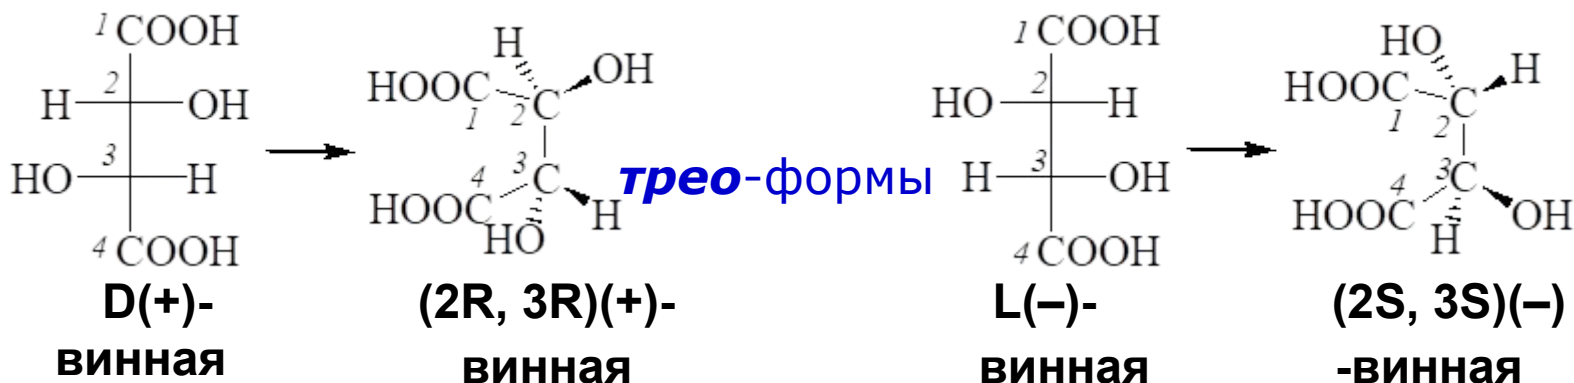 1 COOH
2
H OH
3
HO H
4 COOH
D(+)-
винная
H
OH
HOOC
1 2 C
3
4 C
HOOC
H
HO
(2R, 3R)(+)-
винная
трео-формы
1 COOH
2
HO H
3
H OH
4 COOH
L(–)-
винная
HO
H
HOOC
1 2 C
3
4 C
HOOC
OH
H
(2S, 3S)(–)
-винная